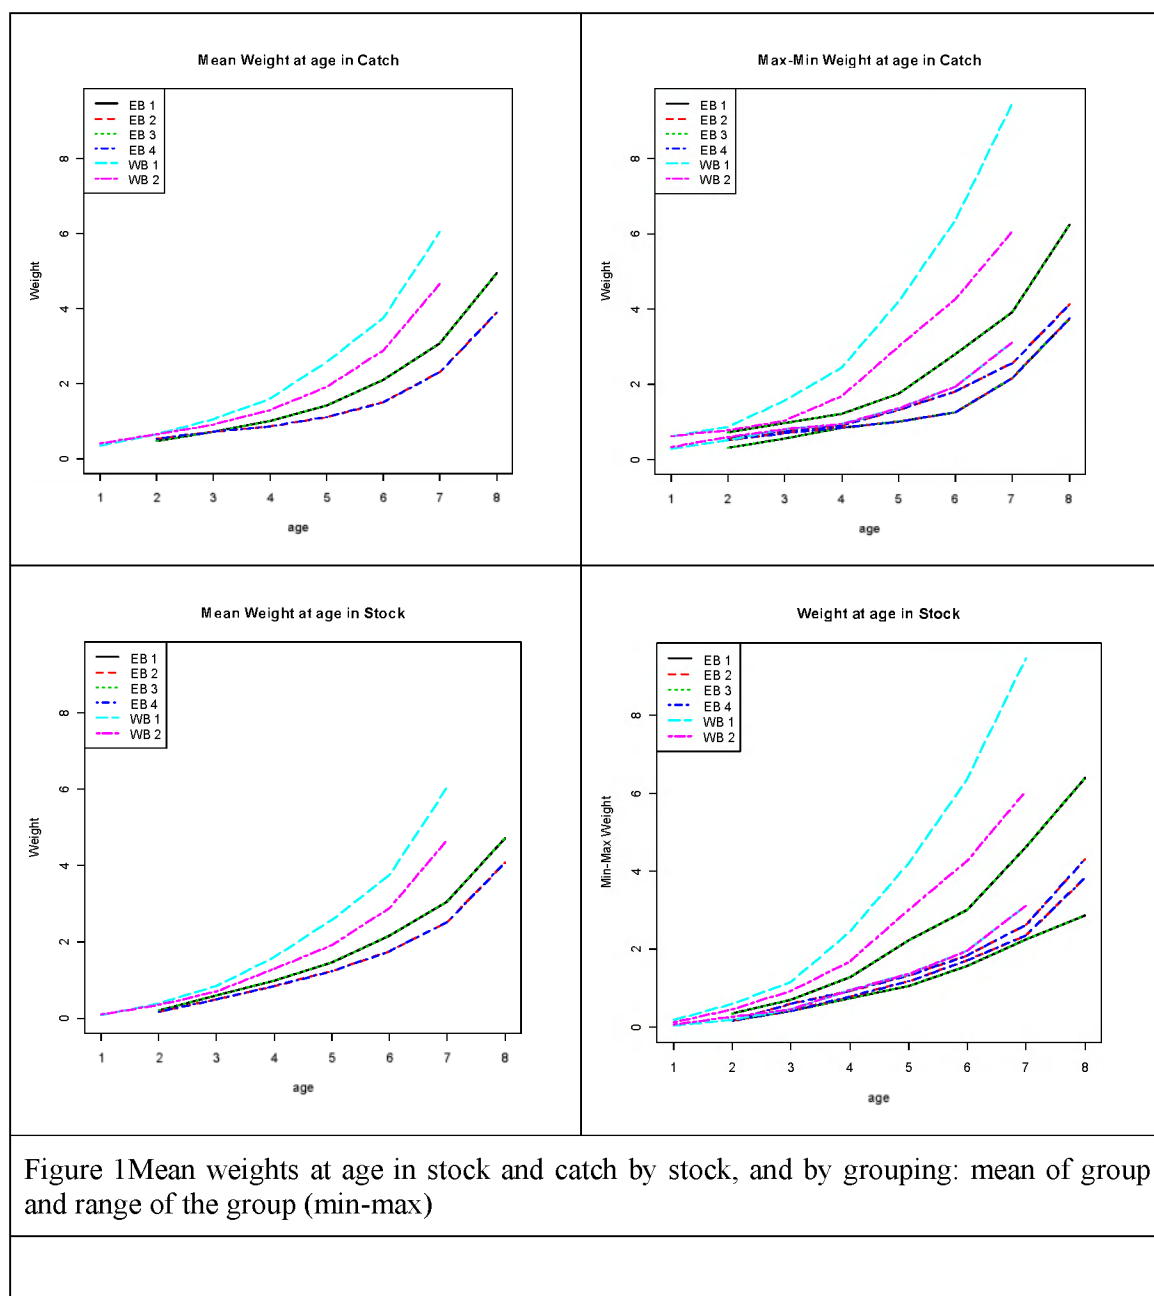 Mean Weight at age in Catch
EB 1
EB 2
EB 3
EB 4
WB 1
WB 2
8
6
4
2
0
Weight
1 2 3 4 5 6 7 8
age
Max-Min Weight at age in Catch
EB 1
EB 2
EB 3
EB 4
WB 1
WB 2
8
6
4
2
0
Weight
1 2 3 4 5 6 7 8
age
Mean Weight at age in Stock
EB 1
EB 2
EB 3
EB 4
WB 1
WB 2
8
6
4
2
0
Weight
1 2 3 4 5 6 7 8
age
Weight at age in Stock
EB 1
EB 2
EB 3
EB 4
WB 1
WB 2
8
6
4
2
0
Min-Max Weight
1 2 3 4 5 6 7 8
age
Figure 1Mean weights at age in stock and catch by stock, and by grouping: mean of group
and range of the group (min-max)